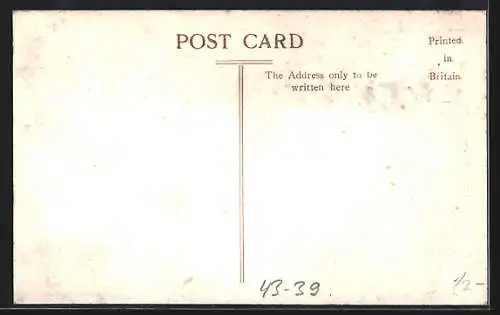 POST CARD
Printed
in
Britain
The Address only to be
written here
43-39.
1/2-